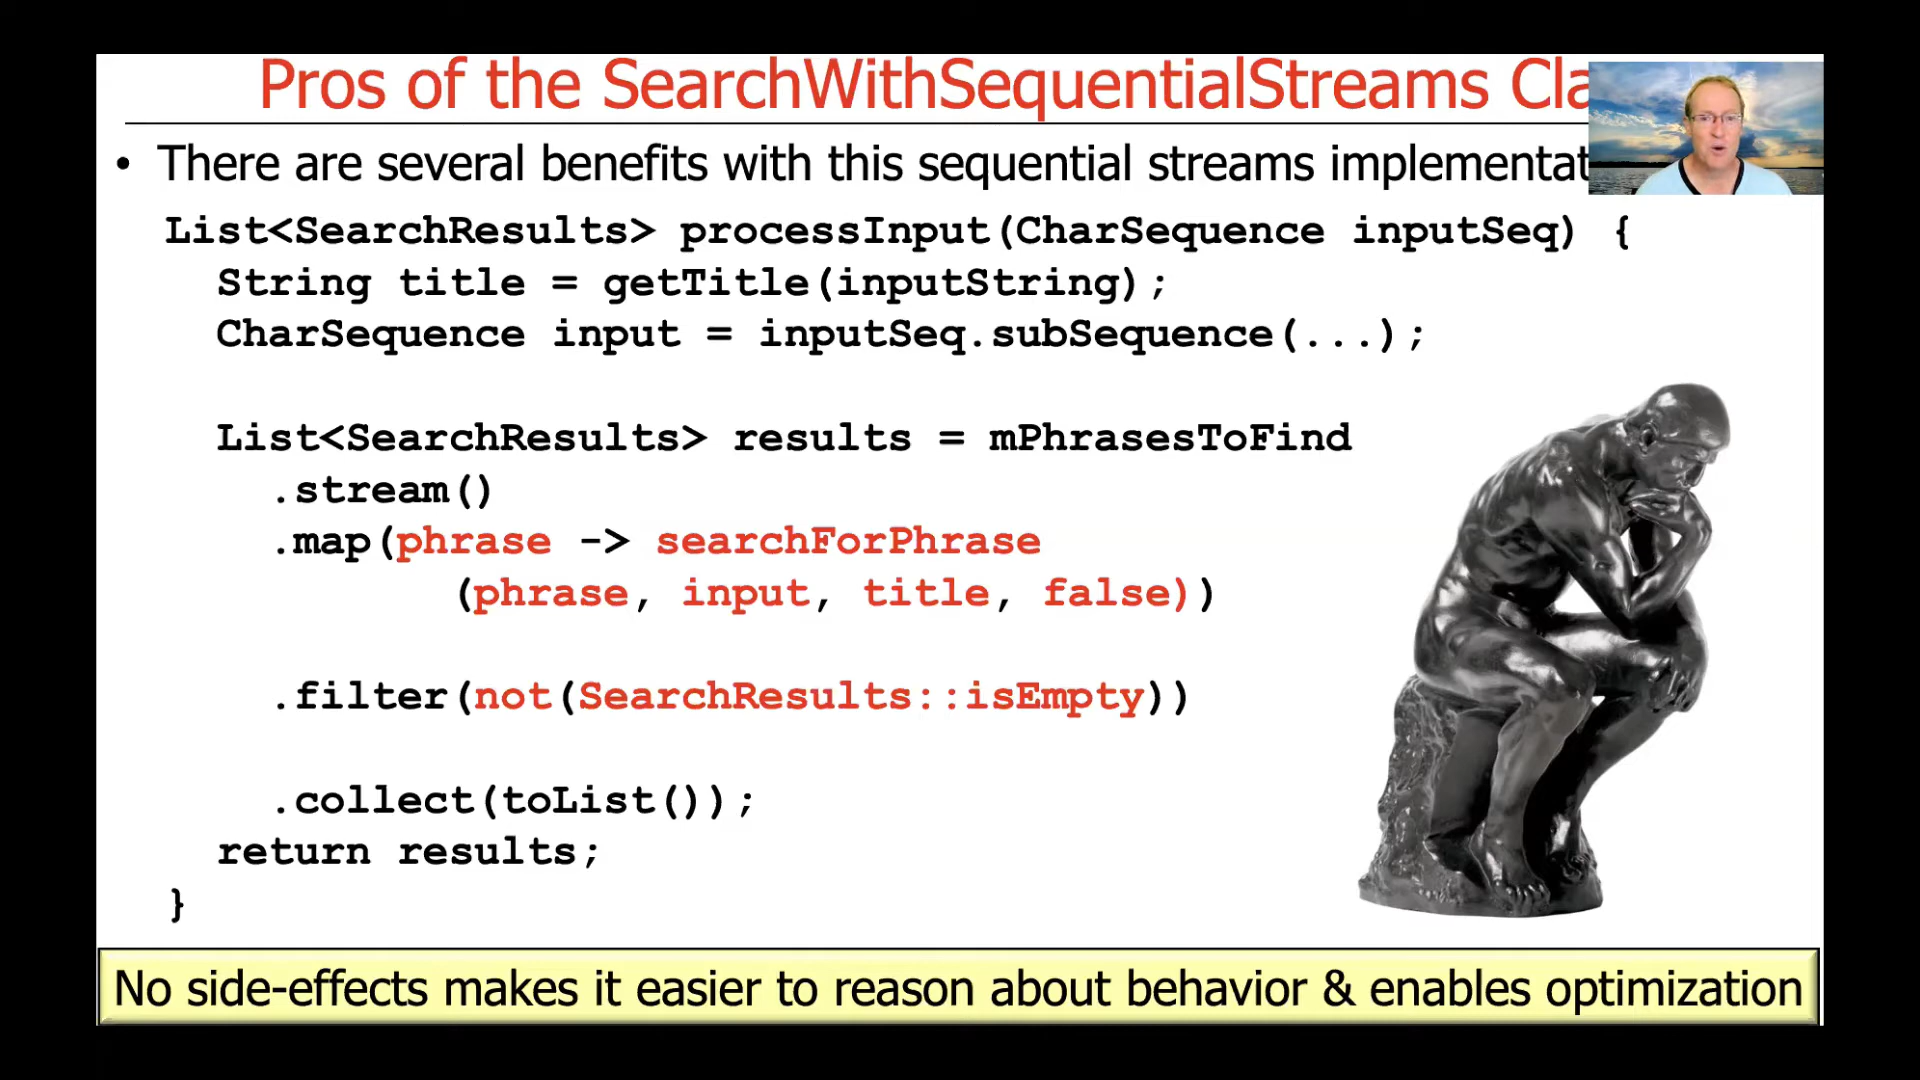 Pros of the SearchWithSequentialStreams Cla
• There are several benefits with this sequential streams implementat
List<SearchResults> processInput(CharSequence inputSeq) {
String title = getTitle(inputString);
CharSequence input = inputSeq.subSequence(...);
List<SearchResults> results = mPhrasesToFind
.stream()
.map(phrase -> searchForPhrase
(phrase, input, title, false))
.filter(not(SearchResults::isEmpty))
.collect(toList());
return results;
}
No side-effects makes it easier to reason about behavior & enables optimization